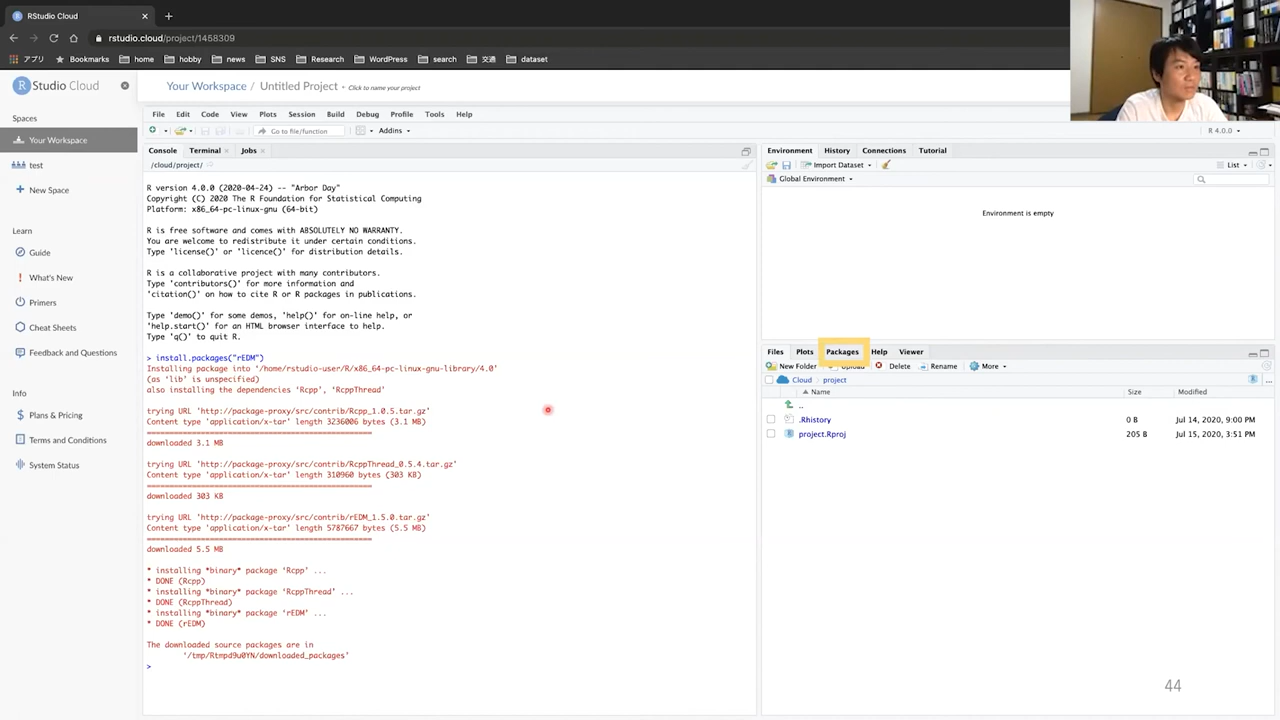 RStudio Cloud
rstudio.cloud/project/1458309
アプリ Bookmarks home hobby news SNS Research WordPress search 交通 dataset
R Studio Cloud
Your Workspace / Untitled Project Click to name your project
Spaces
Your Workspace
test
New Space
Learn
Guide
What's New
Primers
Cheat Sheets
Feedback and Questions
Info
Plans & Pricing
Terms and Conditions
System Status
File Edit Code View Plots Session Build Debug Profile Tools Help
Go to file/function Addins
R 4.0.0
Console Terminal Jobs
/cloud/project/
R version 4.0.0 (2020-04-24) -- "Arbor Day"
Copyright (C) 2020 The R Foundation for Statistical Computing
Platform: x86_64-pc-linux-gnu (64-bit)
R is free software and comes with ABSOLUTELY NO WARRANTY.
You are welcome to redistribute it under certain conditions.
Type 'license()' or 'licence()' for distribution details.
R is a collaborative project with many contributors.
Type 'contributors()' for more information and
'citation()' on how to cite R or R packages in publications.
Type 'demo()' for some demos, 'help()' for on-line help, or
'help.start()' for an HTML browser interface to help.
Type 'q()' to quit R.
> install.packages("rEDM")
Installing package into '/home/rstudio-user/R/x86_64-pc-linux-gnu-library/4.0'
(as 'lib' is unspecified)
also installing the dependencies 'Rcpp', 'RcppThread'
trying URL 'http://package-proxy/src/contrib/Rcpp_1.0.5.tar.gz'
Content type 'application/x-tar' length 3236006 bytes (3.1 MB)
==================================================
downloaded 3.1 MB
trying URL 'http://package-proxy/src/contrib/RcppThread_0.5.4.tar.gz'
Content type 'application/x-tar' length 310960 bytes (303 KB)
==================================================
downloaded 303 KB
trying URL 'http://package-proxy/src/contrib/rEDM_1.5.0.tar.gz'
Content type 'application/x-tar' length 5787667 bytes (5.5 MB)
==================================================
downloaded 5.5 MB
* installing *binary* package 'Rcpp' ...
* DONE (Rcpp)
* installing *binary* package 'RcppThread' ...
* DONE (RcppThread)
* installing *binary* package 'rEDM' ...
* DONE (rEDM)
The downloaded source packages are in
'/tmp/Rtmpd9u0YN/downloaded_packages'
>
Environment History Connections Tutorial
Import Dataset List
Global Environment
Environment is empty
Files Plots Packages Help Viewer
New Folder Upload Delete Rename More
Cloud project ...
Name Size Modified
..
.Rhistory 0 B Jul 14, 2020, 9:00 PM
project.Rproj 205 B Jul 15, 2020, 3:51 PM
44